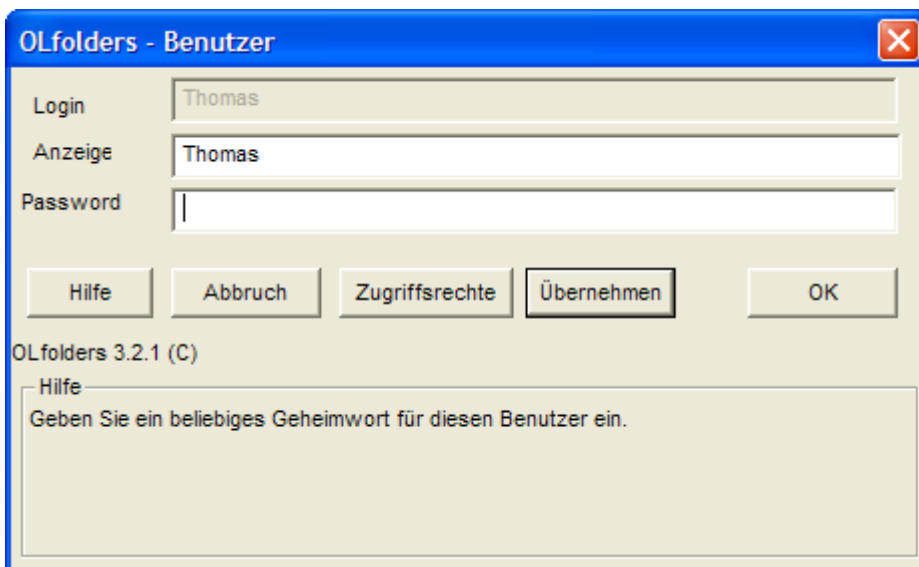 OLfolders - Benutzer
Login Thomas
Anzeige Thomas
Password
Hilfe Abbruch Zugriffsrechte Übernehmen OK
OLfolders 3.2.1 (C)
Hilfe
Geben Sie ein beliebiges Geheimwort für diesen Benutzer ein.